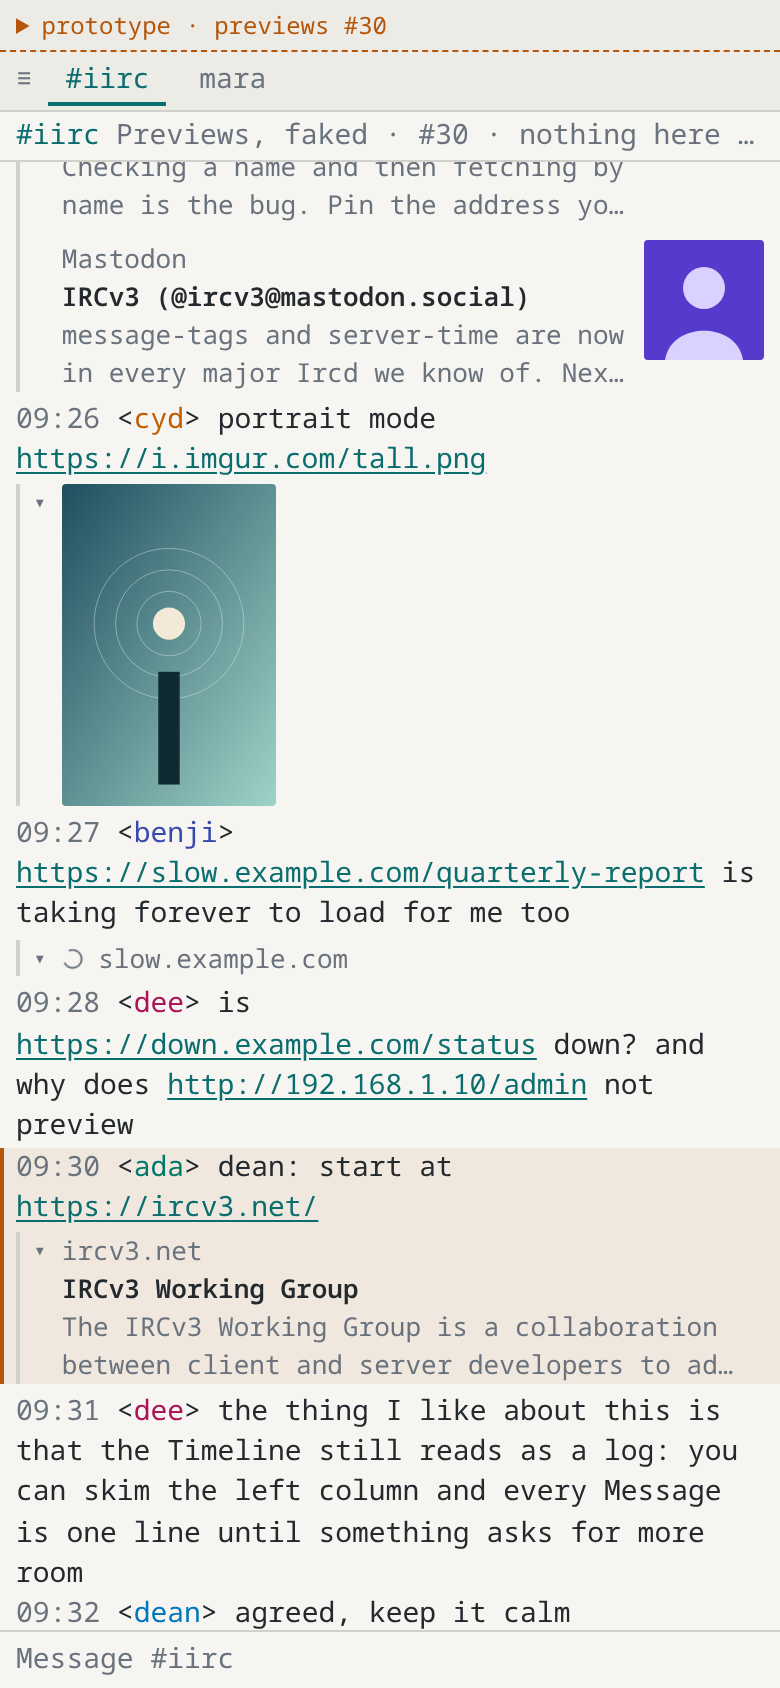 ▶ prototype · previews #30
≡ #iirc mara
#iirc Previews, faked · #30 · nothing here …
Checking a name and then fetching by
name is the bug. Pin the address yo…
Mastodon
IRCv3 (@ircv3@mastodon.social)
message-tags and server-time are now
in every major Ircd we know of. Nex…
09:26 <cyd> portrait mode
https://i.imgur.com/tall.png
▾
09:27 <benji>
https://slow.example.com/quarterly-report is
taking forever to load for me too
▾ slow.example.com
09:28 <dee> is
https://down.example.com/status down? and
why does http://192.168.1.10/admin not
preview
09:30 <ada> dean: start at
https://ircv3.net/
▾ ircv3.net
IRCv3 Working Group
The IRCv3 Working Group is a collaboration
between client and server developers to ad…
09:31 <dee> the thing I like about this is
that the Timeline still reads as a log: you
can skim the left column and every Message
is one line until something asks for more
room
09:32 <dean> agreed, keep it calm
Message #iirc